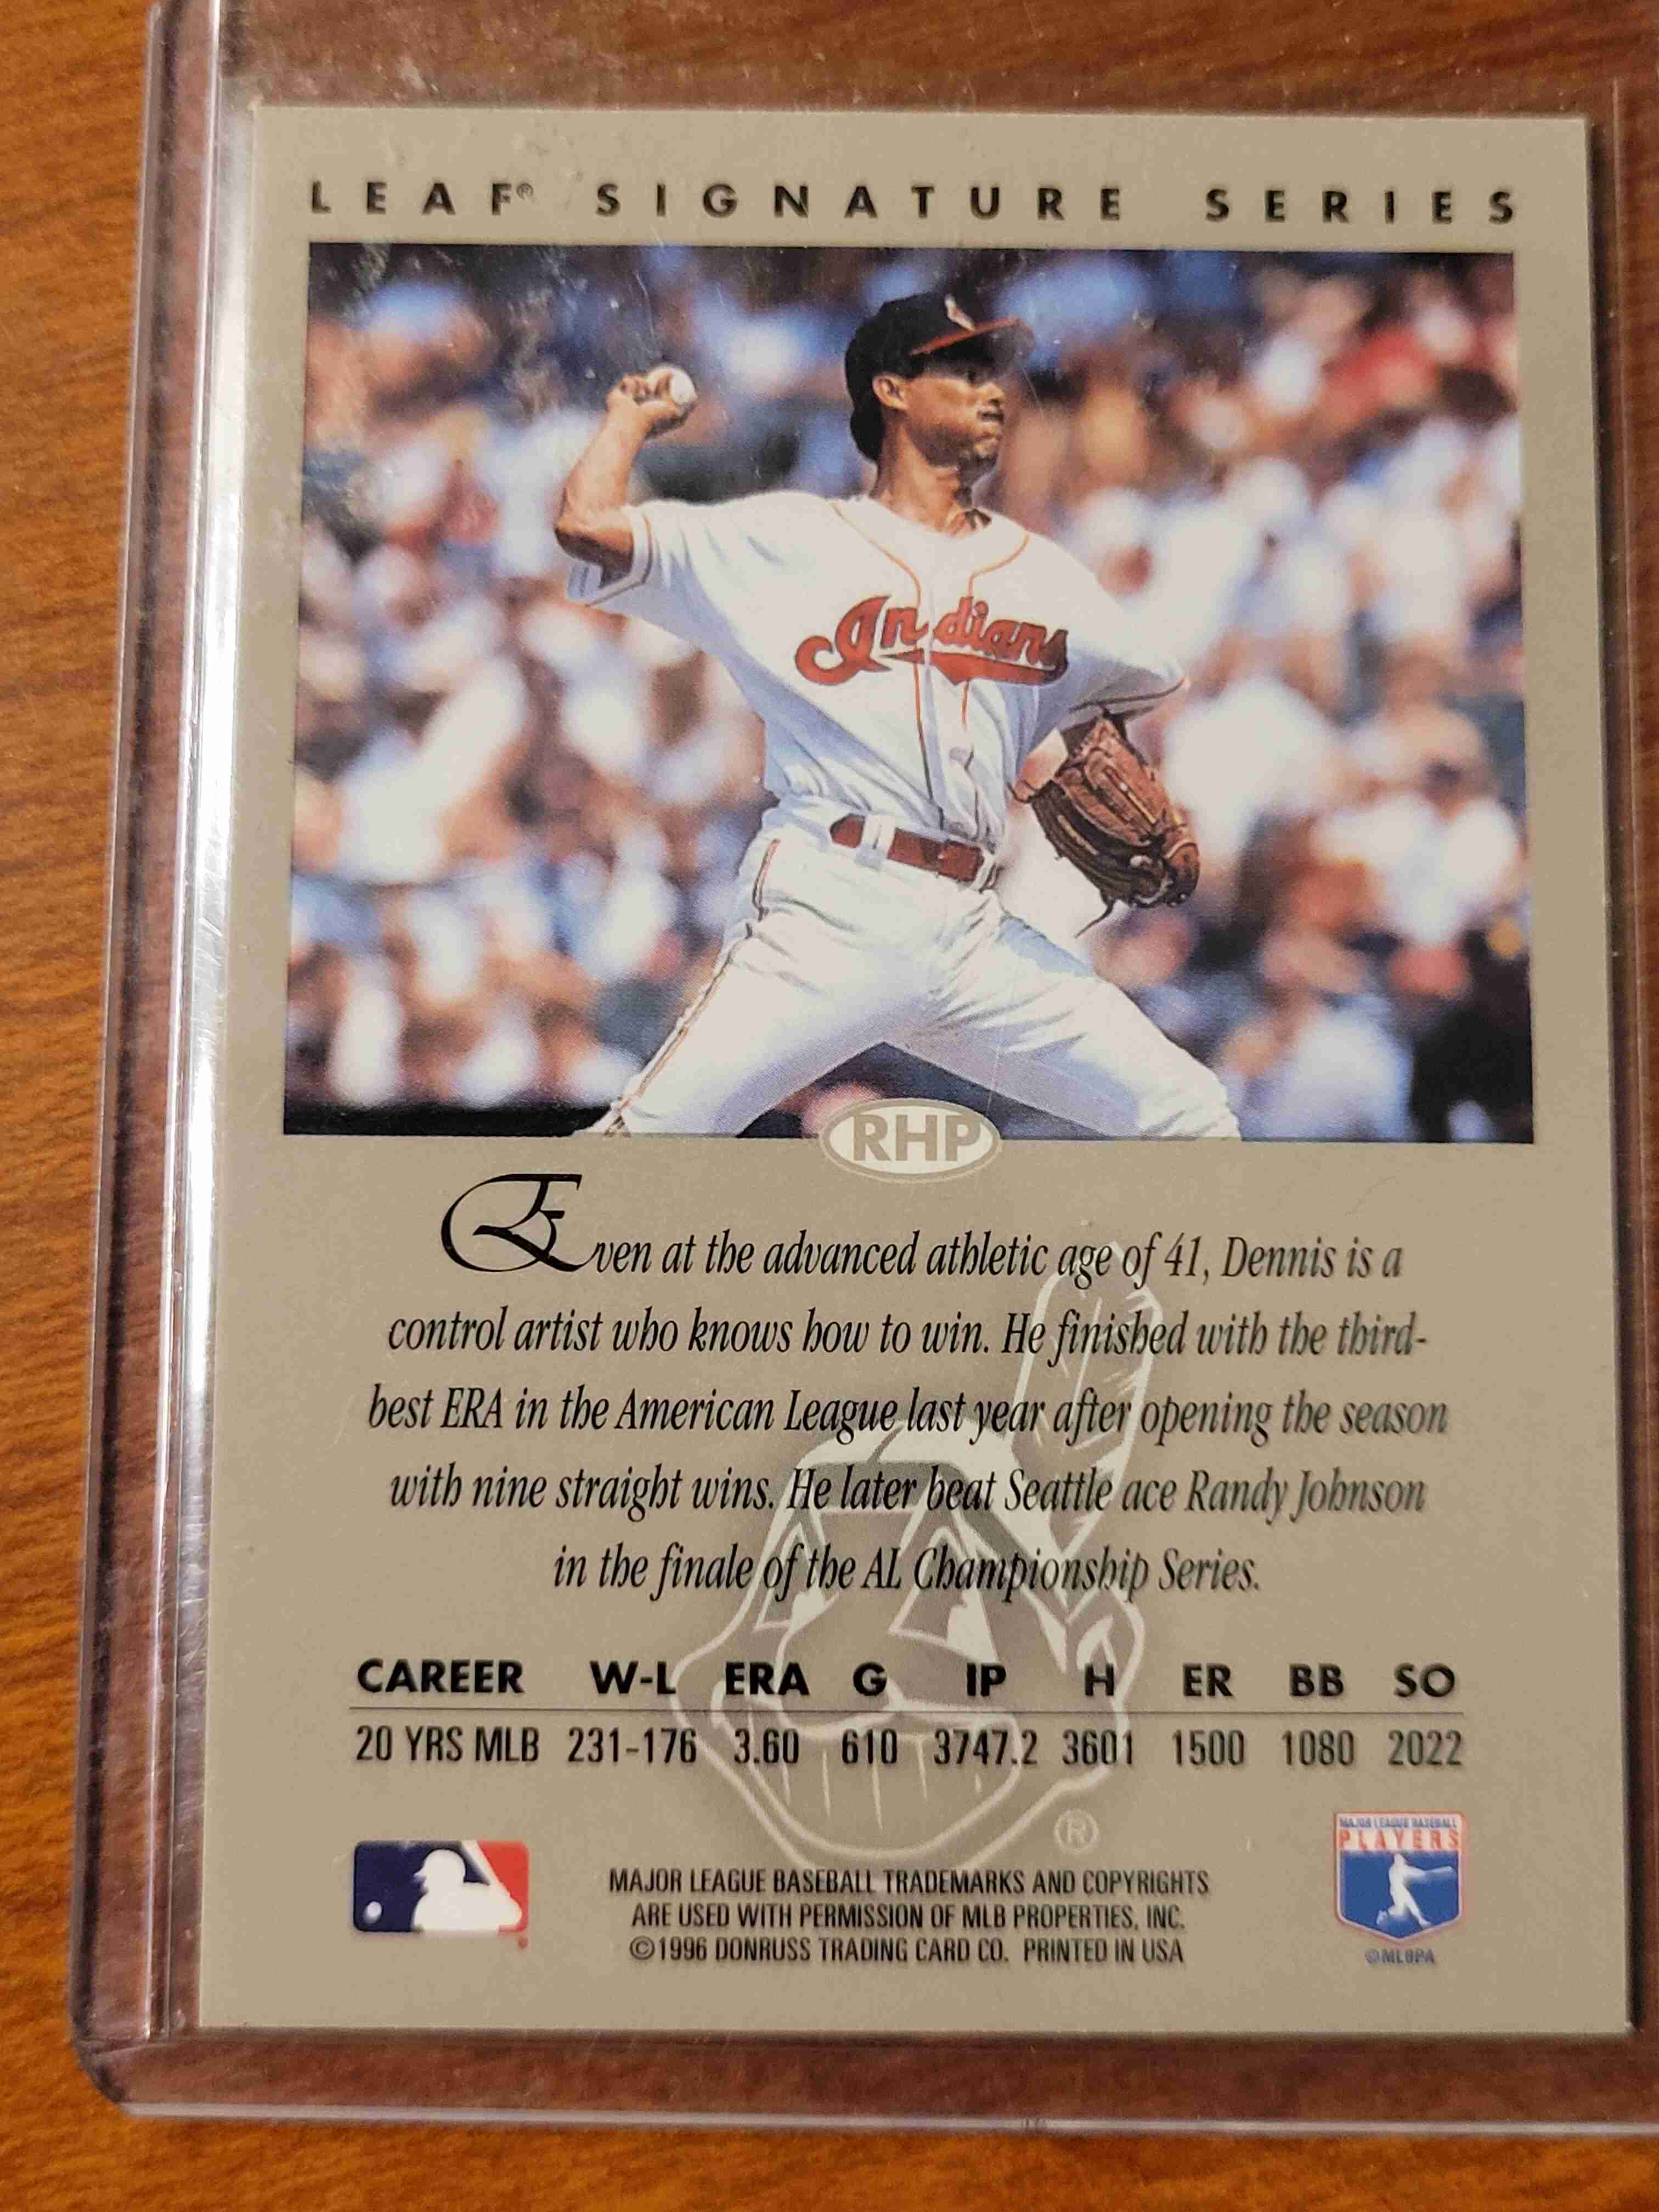 LEAF® SIGNATURE SERIES
Indians
RHP
Even at the advanced athletic age of 41, Dennis is a
control artist who knows how to win. He finished with the third-
best ERA in the American League last year after opening the season
with nine straight wins. He later beat Seattle ace Randy Johnson
in the finale of the AL Championship Series.
CAREER W-L ERA G IP H ER BB SO
20 YRS MLB 231-176 3.60 610 3747.2 3601 1500 1080 2022
®
MAJOR LEAGUE BASEBALL
PLAYERS
MAJOR LEAGUE BASEBALL TRADEMARKS AND COPYRIGHTS
ARE USED WITH PERMISSION OF MLB PROPERTIES, INC.
©1996 DONRUSS TRADING CARD CO. PRINTED IN USA
©MLBPA